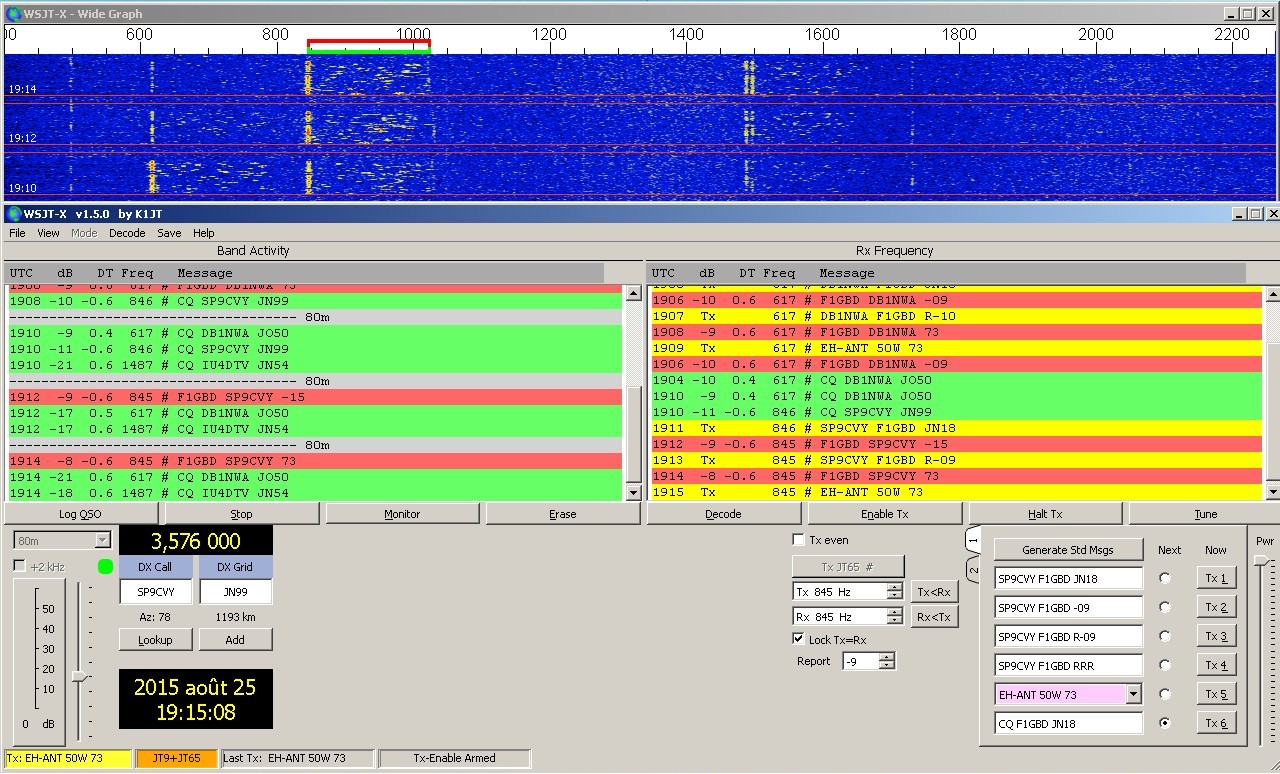 WSJT-X - Wide Graph
600 800 1000 1200 1400 1600 1800 2000 2200
19:14
19:12
19:10
WSJT-X v1.5.0 by K1JT
File View Mode Decode Save Help
Band Activity
UTC dB DT Freq Message
1908 -9 0.6 617 # F1GBD DB1NWA 73
1908 -10 -0.6 846 # CQ SP9CVY JN99
------------------------------------ 80m
1910 -9 0.4 617 # CQ DB1NWA JO50
1910 -11 -0.6 846 # CQ SP9CVY JN99
1910 -21 0.6 1487 # CQ IU4DTV JN54
------------------------------------ 80m
1912 -9 -0.6 845 # F1GBD SP9CVY -15
1912 -17 0.5 617 # CQ DB1NWA JO50
1912 -17 0.6 1487 # CQ IU4DTV JN54
------------------------------------ 80m
1914 -8 -0.6 845 # F1GBD SP9CVY 73
1914 -21 0.6 617 # CQ DB1NWA JO50
1914 -18 0.6 1487 # CQ IU4DTV JN54
Rx Frequency
UTC dB DT Freq Message
617 # DB1NWA F1GBD JN18
1906 -10 0.6 617 # F1GBD DB1NWA -09
1907 Tx 617 # DB1NWA F1GBD R-10
1908 -9 0.6 617 # F1GBD DB1NWA 73
1909 Tx 617 # EH-ANT 50W 73
1906 -10 0.6 617 # F1GBD DB1NWA -09
1904 -10 0.4 617 # CQ DB1NWA JO50
1910 -9 0.4 617 # CQ DB1NWA JO50
1910 -11 -0.6 846 # CQ SP9CVY JN99
1911 Tx 846 # SP9CVY F1GBD JN18
1912 -9 -0.6 845 # F1GBD SP9CVY -15
1913 Tx 845 # SP9CVY F1GBD R-09
1914 -8 -0.6 845 # F1GBD SP9CVY 73
1915 Tx 845 # EH-ANT 50W 73
Log QSO Stop Monitor Erase Decode Enable Tx Halt Tx Tune
80m
+2 kHz
50
40
30
20
10
0 dB
3,576 000
DX Call DX Grid
SP9CVY JN99
Az: 78 1193 km
Lookup Add
2015 août 25
19:15:08
Tx even
Tx JT65 #
Tx 845 Hz Tx<Rx
Rx 845 Hz Rx<Tx
Lock Tx=Rx
Report -9
1
2
Generate Std Msgs Next Now Pwr
SP9CVY F1GBD JN18 Tx 1
SP9CVY F1GBD -09 Tx 2
SP9CVY F1GBD R-09 Tx 3
SP9CVY F1GBD RRR Tx 4
EH-ANT 50W 73 Tx 5
CQ F1GBD JN18 Tx 6
Tx: EH-ANT 50W 73 JT9+JT65 Last Tx: EH-ANT 50W 73 Tx-Enable Armed